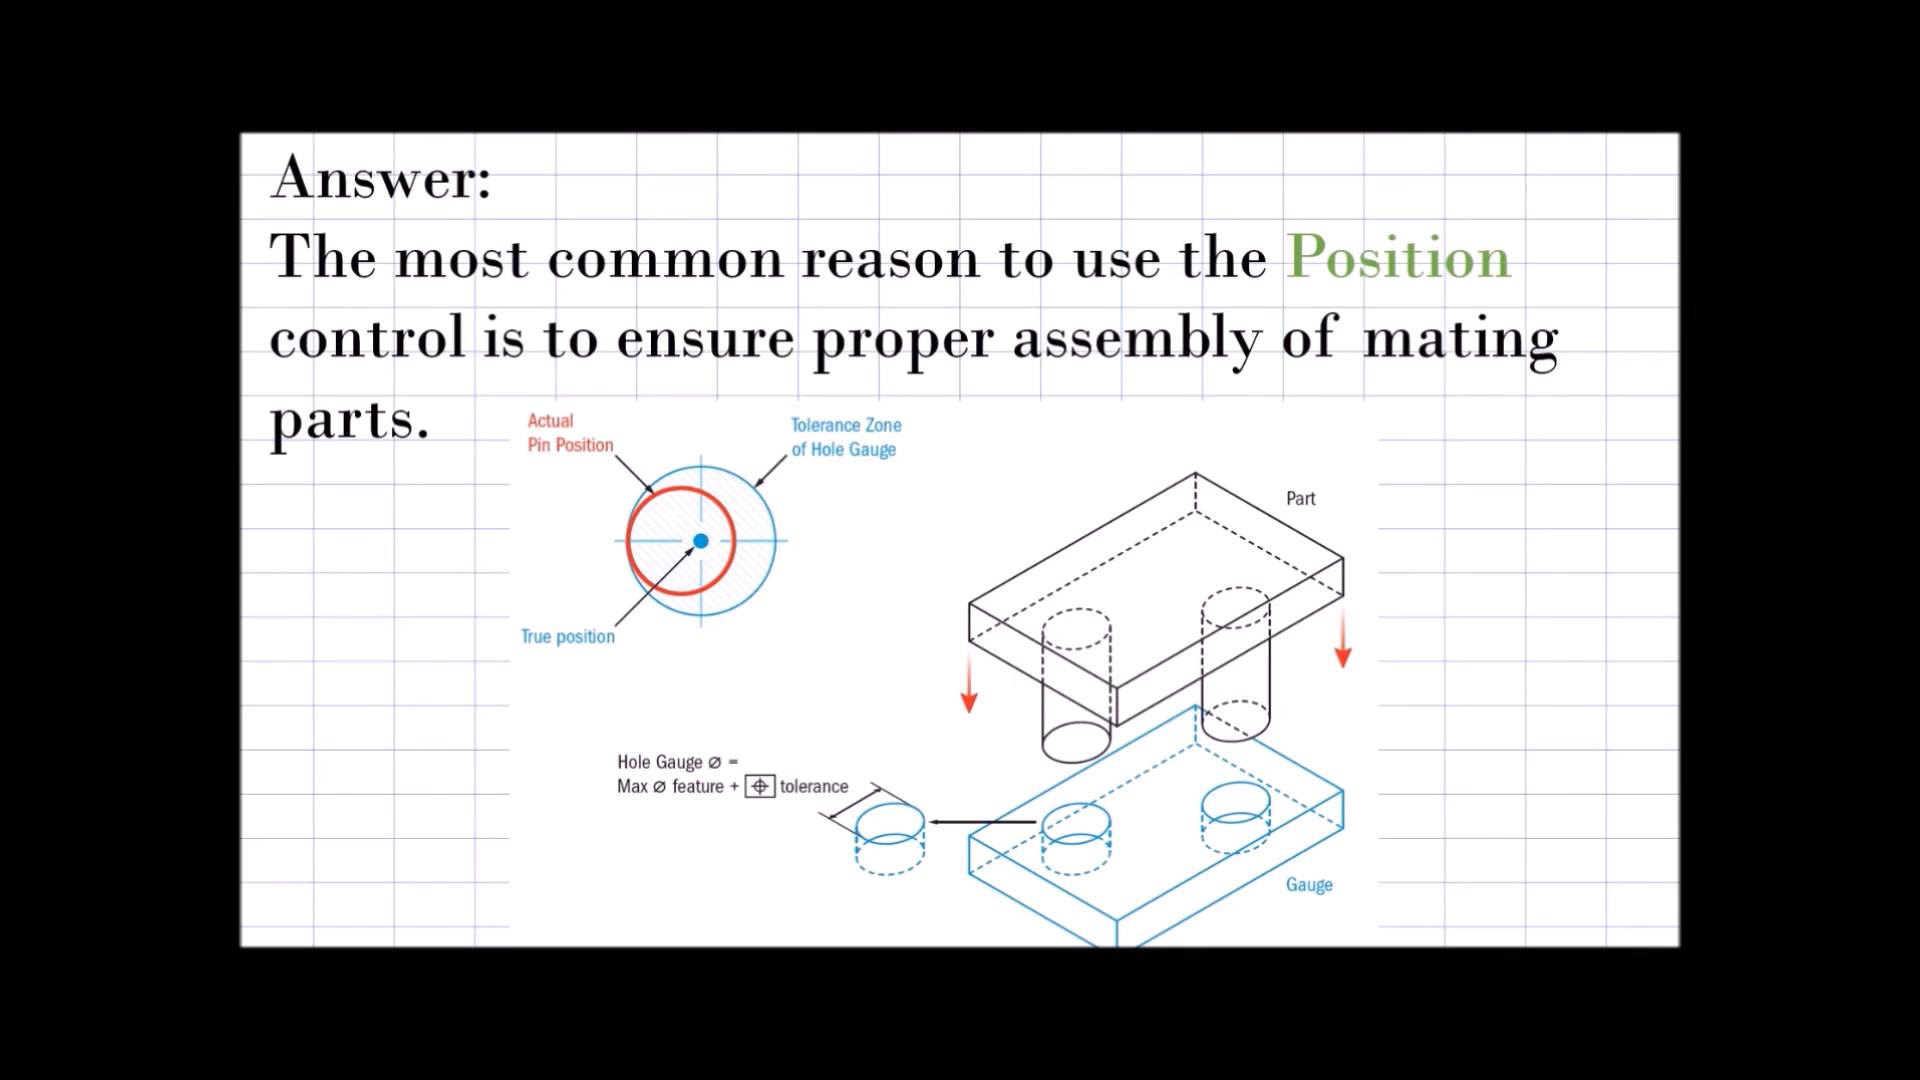 Answer:
The most common reason to use the Position
control is to ensure proper assembly of mating
parts.
Actual
Pin Position
Tolerance Zone
of Hole Gauge
Part
True position
Hole Gauge ⌀ =
Max ⌀ feature + ⌖ tolerance
Gauge